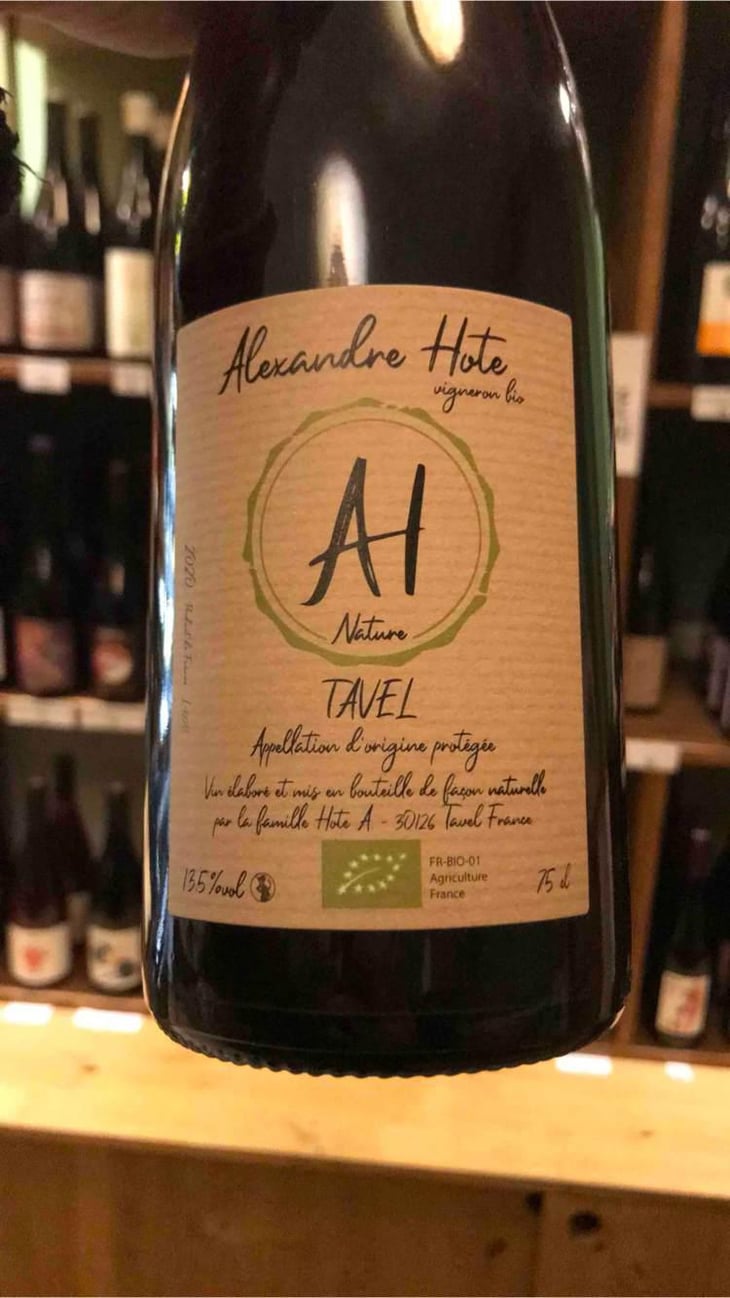 Alexandre Hote
vigneron bio
AH
Nature
TAVEL
Appellation d'origine protégée
Vin élaboré et mis en bouteille de façon naturelle
par la famille Hote A - 30126 Tavel France
13.5%vol
FR-BIO-01
Agriculture
France
75 cl
2020